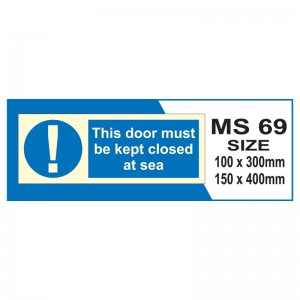 This door must
be kept closed
at sea
MS 69
SIZE
100 x 300mm
150 x 400mm